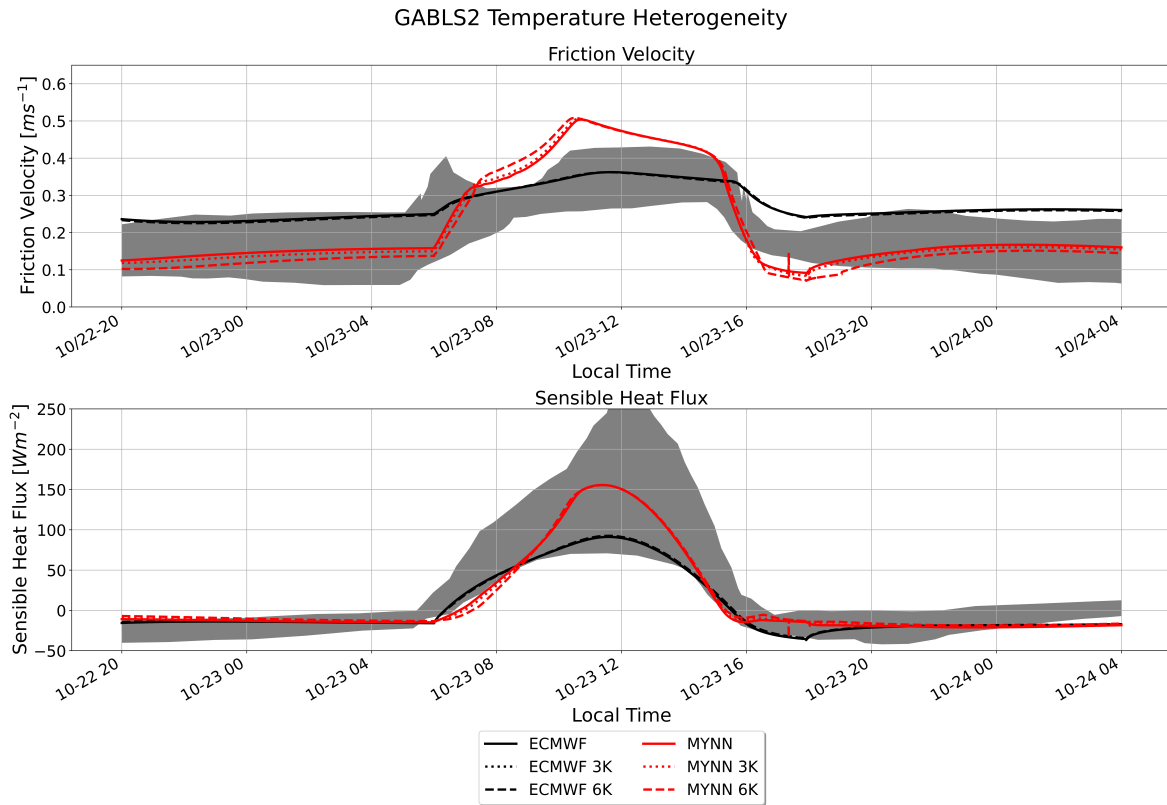 GABLS2 Temperature Heterogeneity
Friction Velocity
Friction Velocity [ms⁻¹]
0.6
0.5
0.4
0.3
0.2
0.1
0.0
10/22-20 10/23-00 10/23-04 10/23-08 10/23-12 10/23-16 10/23-20 10/24-00 10/24-04
Local Time
Sensible Heat Flux
Sensible Heat Flux [Wm⁻²]
250
200
150
100
50
0
−50
10-22 20 10-23 00 10-23 04 10-23 08 10-23 12 10-23 16 10-23 20 10-24 00 10-24 04
Local Time
ECMWF MYNN
ECMWF 3K MYNN 3K
ECMWF 6K MYNN 6K